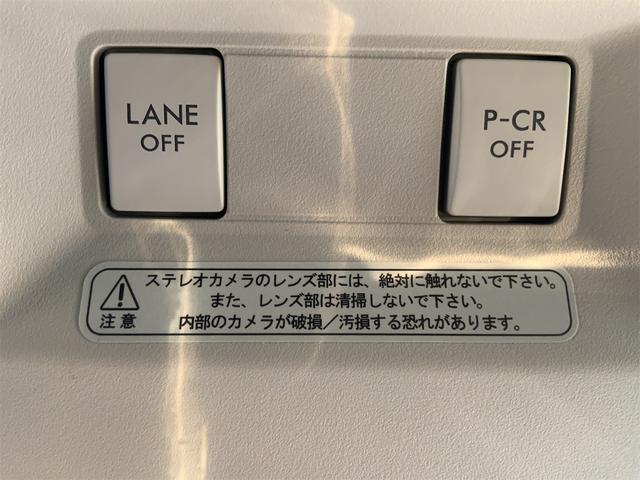 LANE
OFF
P-CR
OFF
ステレオカメラのレンズ部には、絶対に触れないで下さい。
また、レンズ部は清掃しないで下さい。
内部のカメラが破損／汚損する恐れがあります。
注意